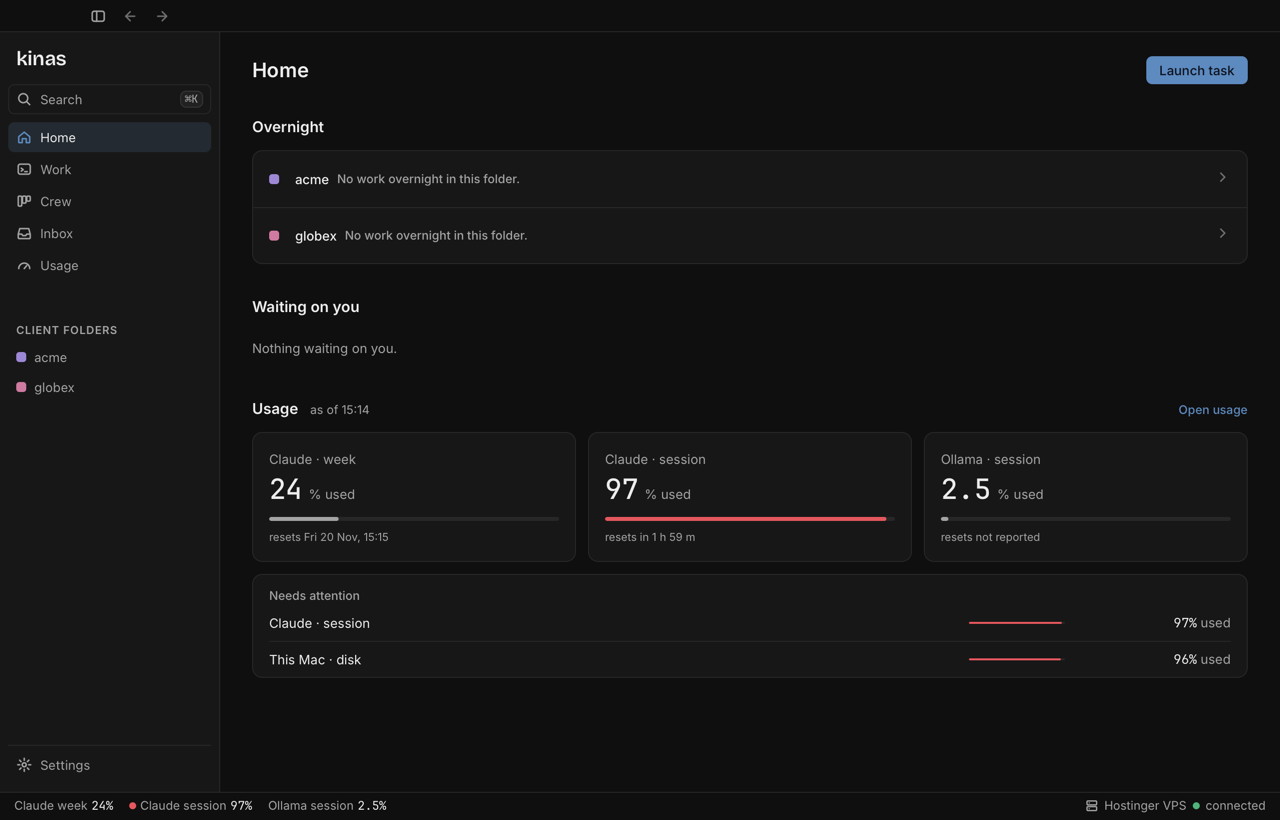 kinas
Search ⌘K
Home
Work
Crew
Inbox
Usage
CLIENT FOLDERS
acme
globex
Settings
Home
Launch task
Overnight
acme No work overnight in this folder.
globex No work overnight in this folder.
Waiting on you
Nothing waiting on you.
Usage as of 15:14
Open usage
Claude · week
24 % used
resets Fri 20 Nov, 15:15
Claude · session
97 % used
resets in 1 h 59 m
Ollama · session
2.5 % used
resets not reported
Needs attention
Claude · session 97% used
This Mac · disk 96% used
Claude week 24% Claude session 97% Ollama session 2.5% Hostinger VPS connected